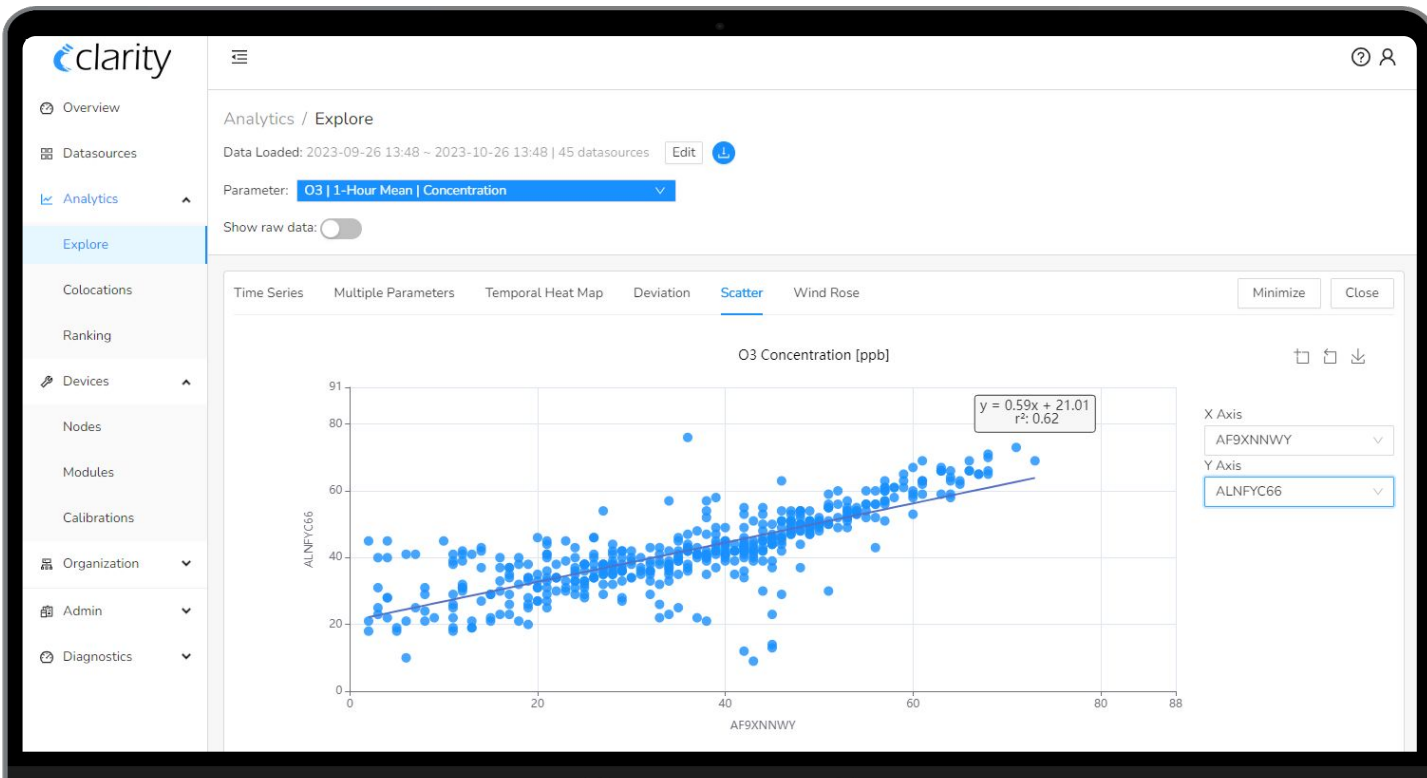 clarity
Overview
Datasources
Analytics
Explore
Colocations
Ranking
Devices
Nodes
Modules
Calibrations
Organization
Admin
Diagnostics
Analytics / Explore
Data Loaded: 2023-09-26 13:48 ~ 2023-10-26 13:48 | 45 datasources Edit
Parameter: O3 | 1-Hour Mean | Concentration
Show raw data:
Time Series Multiple Parameters Temporal Heat Map Deviation Scatter Wind Rose Minimize Close
O3 Concentration [ppb]
y = 0.59x + 21.01
r²: 0.62
91
80
60
40
20
0
ALNFYC66
0 20 40 60 80 88
AF9XNNWY
X Axis
AF9XNNWY
Y Axis
ALNFYC66